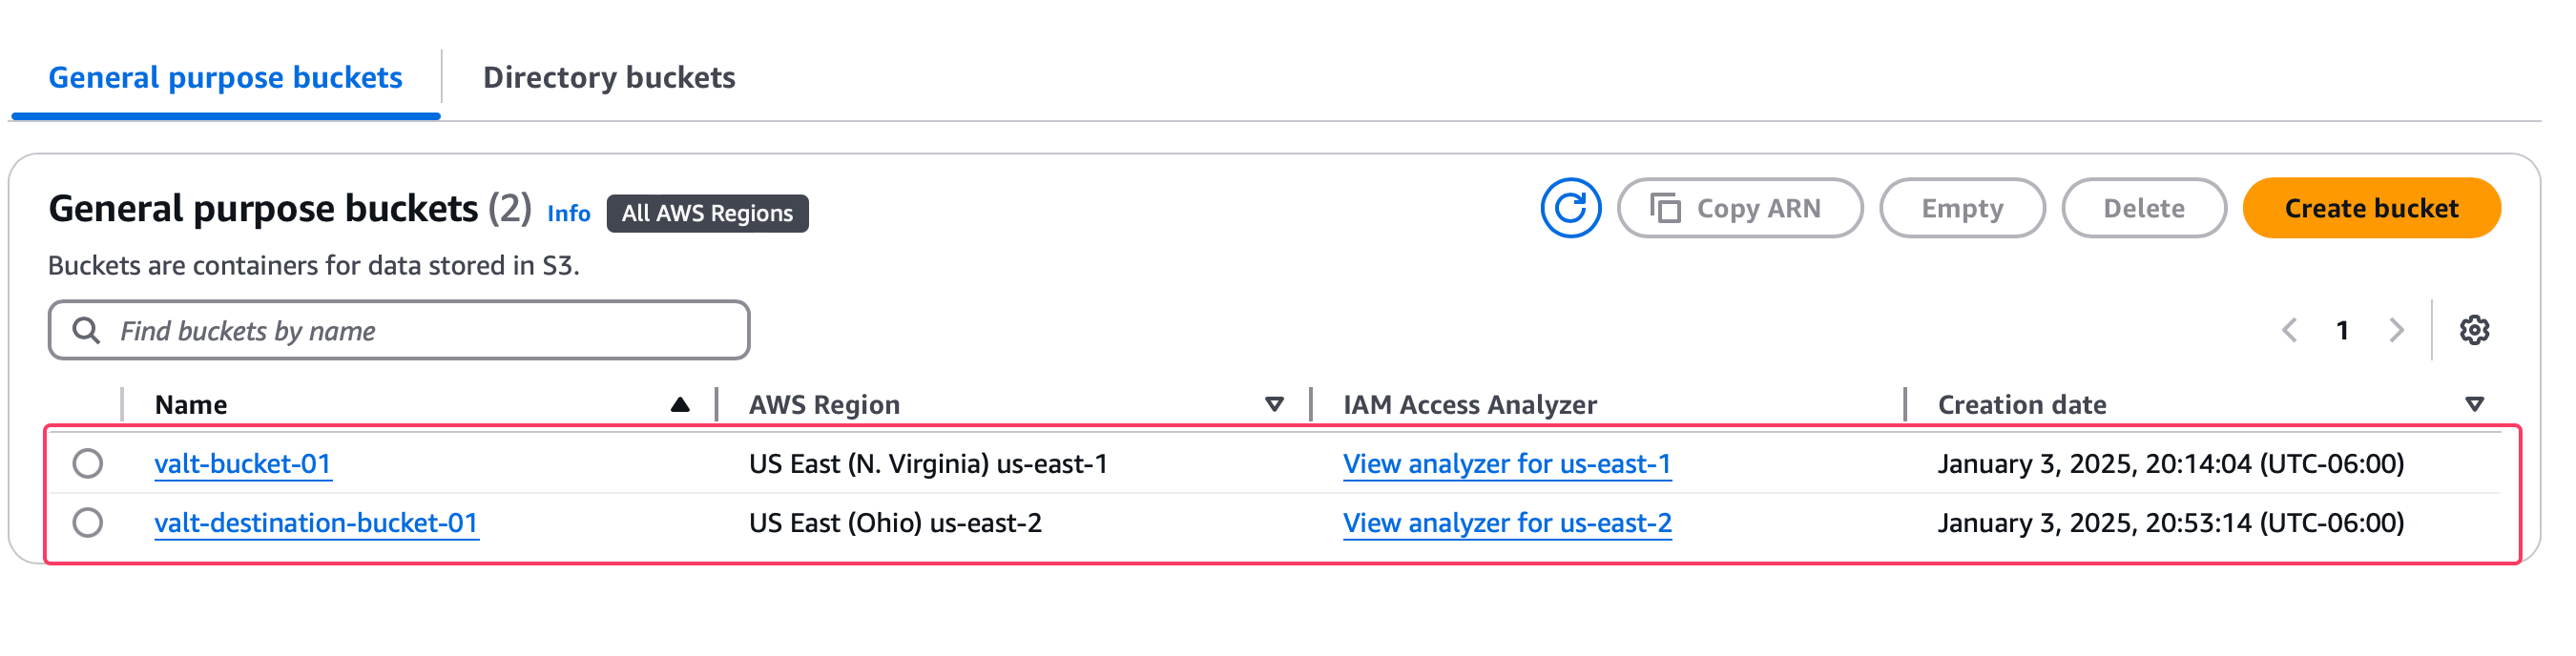 General purpose buckets Directory buckets
General purpose buckets (2) Info All AWS Regions Copy ARN Empty Delete Create bucket
Buckets are containers for data stored in S3.
Find buckets by name 1
Name AWS Region IAM Access Analyzer Creation date
valt-bucket-01 US East (N. Virginia) us-east-1 View analyzer for us-east-1 January 3, 2025, 20:14:04 (UTC-06:00)
valt-destination-bucket-01 US East (Ohio) us-east-2 View analyzer for us-east-2 January 3, 2025, 20:53:14 (UTC-06:00)